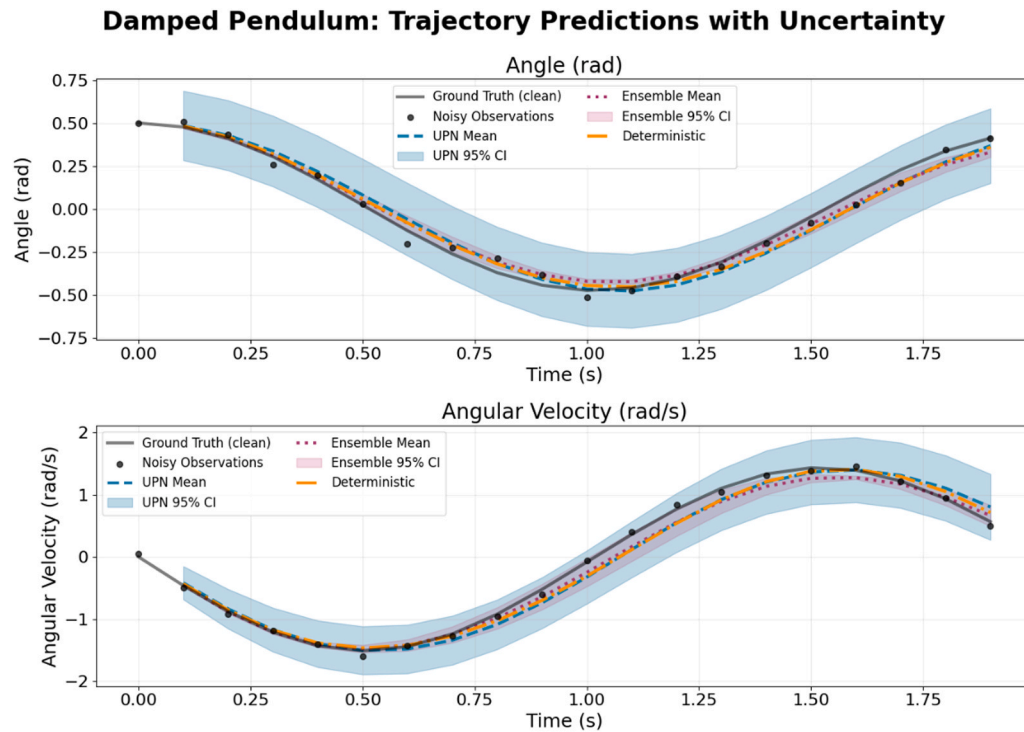 Damped Pendulum: Trajectory Predictions with Uncertainty
Angle (rad)
Ground Truth (clean)
Noisy Observations
UPN Mean
UPN 95% CI
Ensemble Mean
Ensemble 95% CI
Deterministic
Angle (rad)
0.75
0.50
0.25
0.00
−0.25
−0.50
−0.75
0.00 0.25 0.50 0.75 1.00 1.25 1.50 1.75
Time (s)
Angular Velocity (rad/s)
Ground Truth (clean)
Noisy Observations
UPN Mean
UPN 95% CI
Ensemble Mean
Ensemble 95% CI
Deterministic
Angular Velocity (rad/s)
2
1
0
−1
−2
0.00 0.25 0.50 0.75 1.00 1.25 1.50 1.75
Time (s)